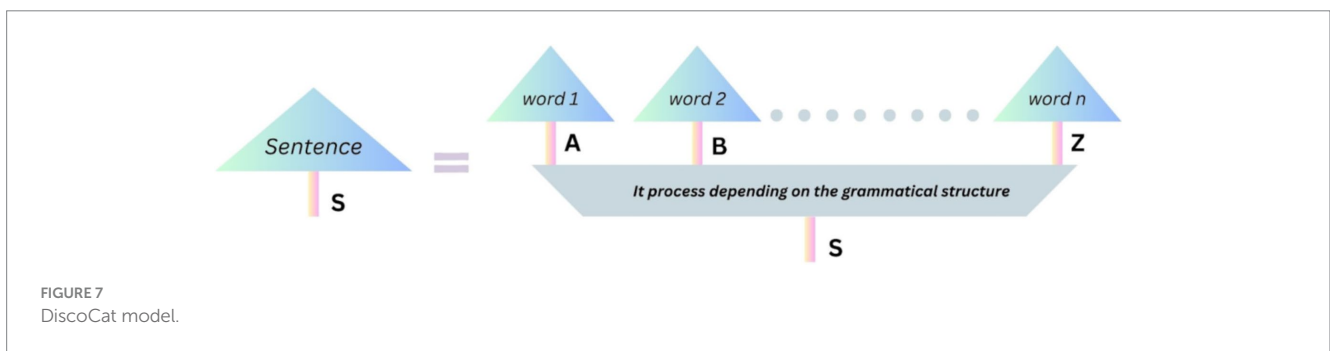 word 1
word 2
word n
Sentence
A
B
Z
It process depending on the grammatical structure
S
S
FIGURE 7
DiscoCat model.